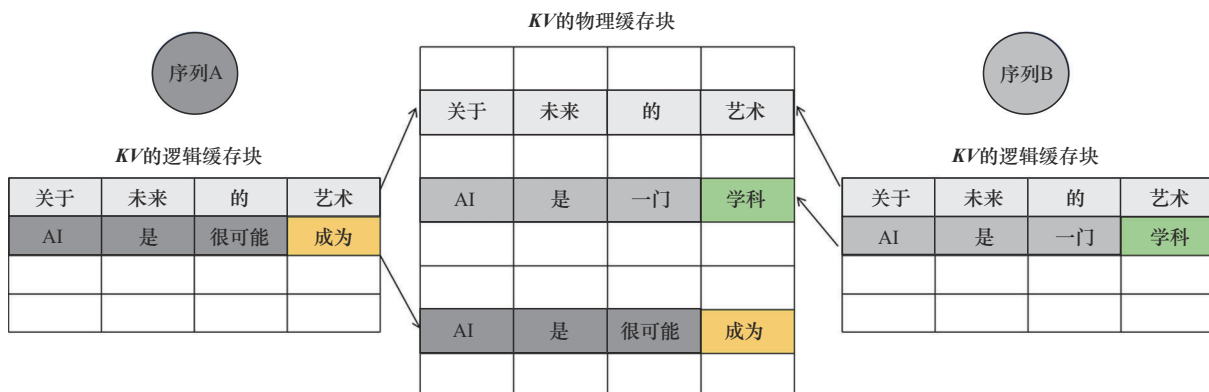 KV的物理缓存块
序列A
序列B
关于 未来 的 艺术
KV的逻辑缓存块
KV的逻辑缓存块
关于 未来 的 艺术
AI 是 一门 学科
关于 未来 的 艺术
AI 是 很可能 成为
AI 是 一门 学科
AI 是 很可能 成为